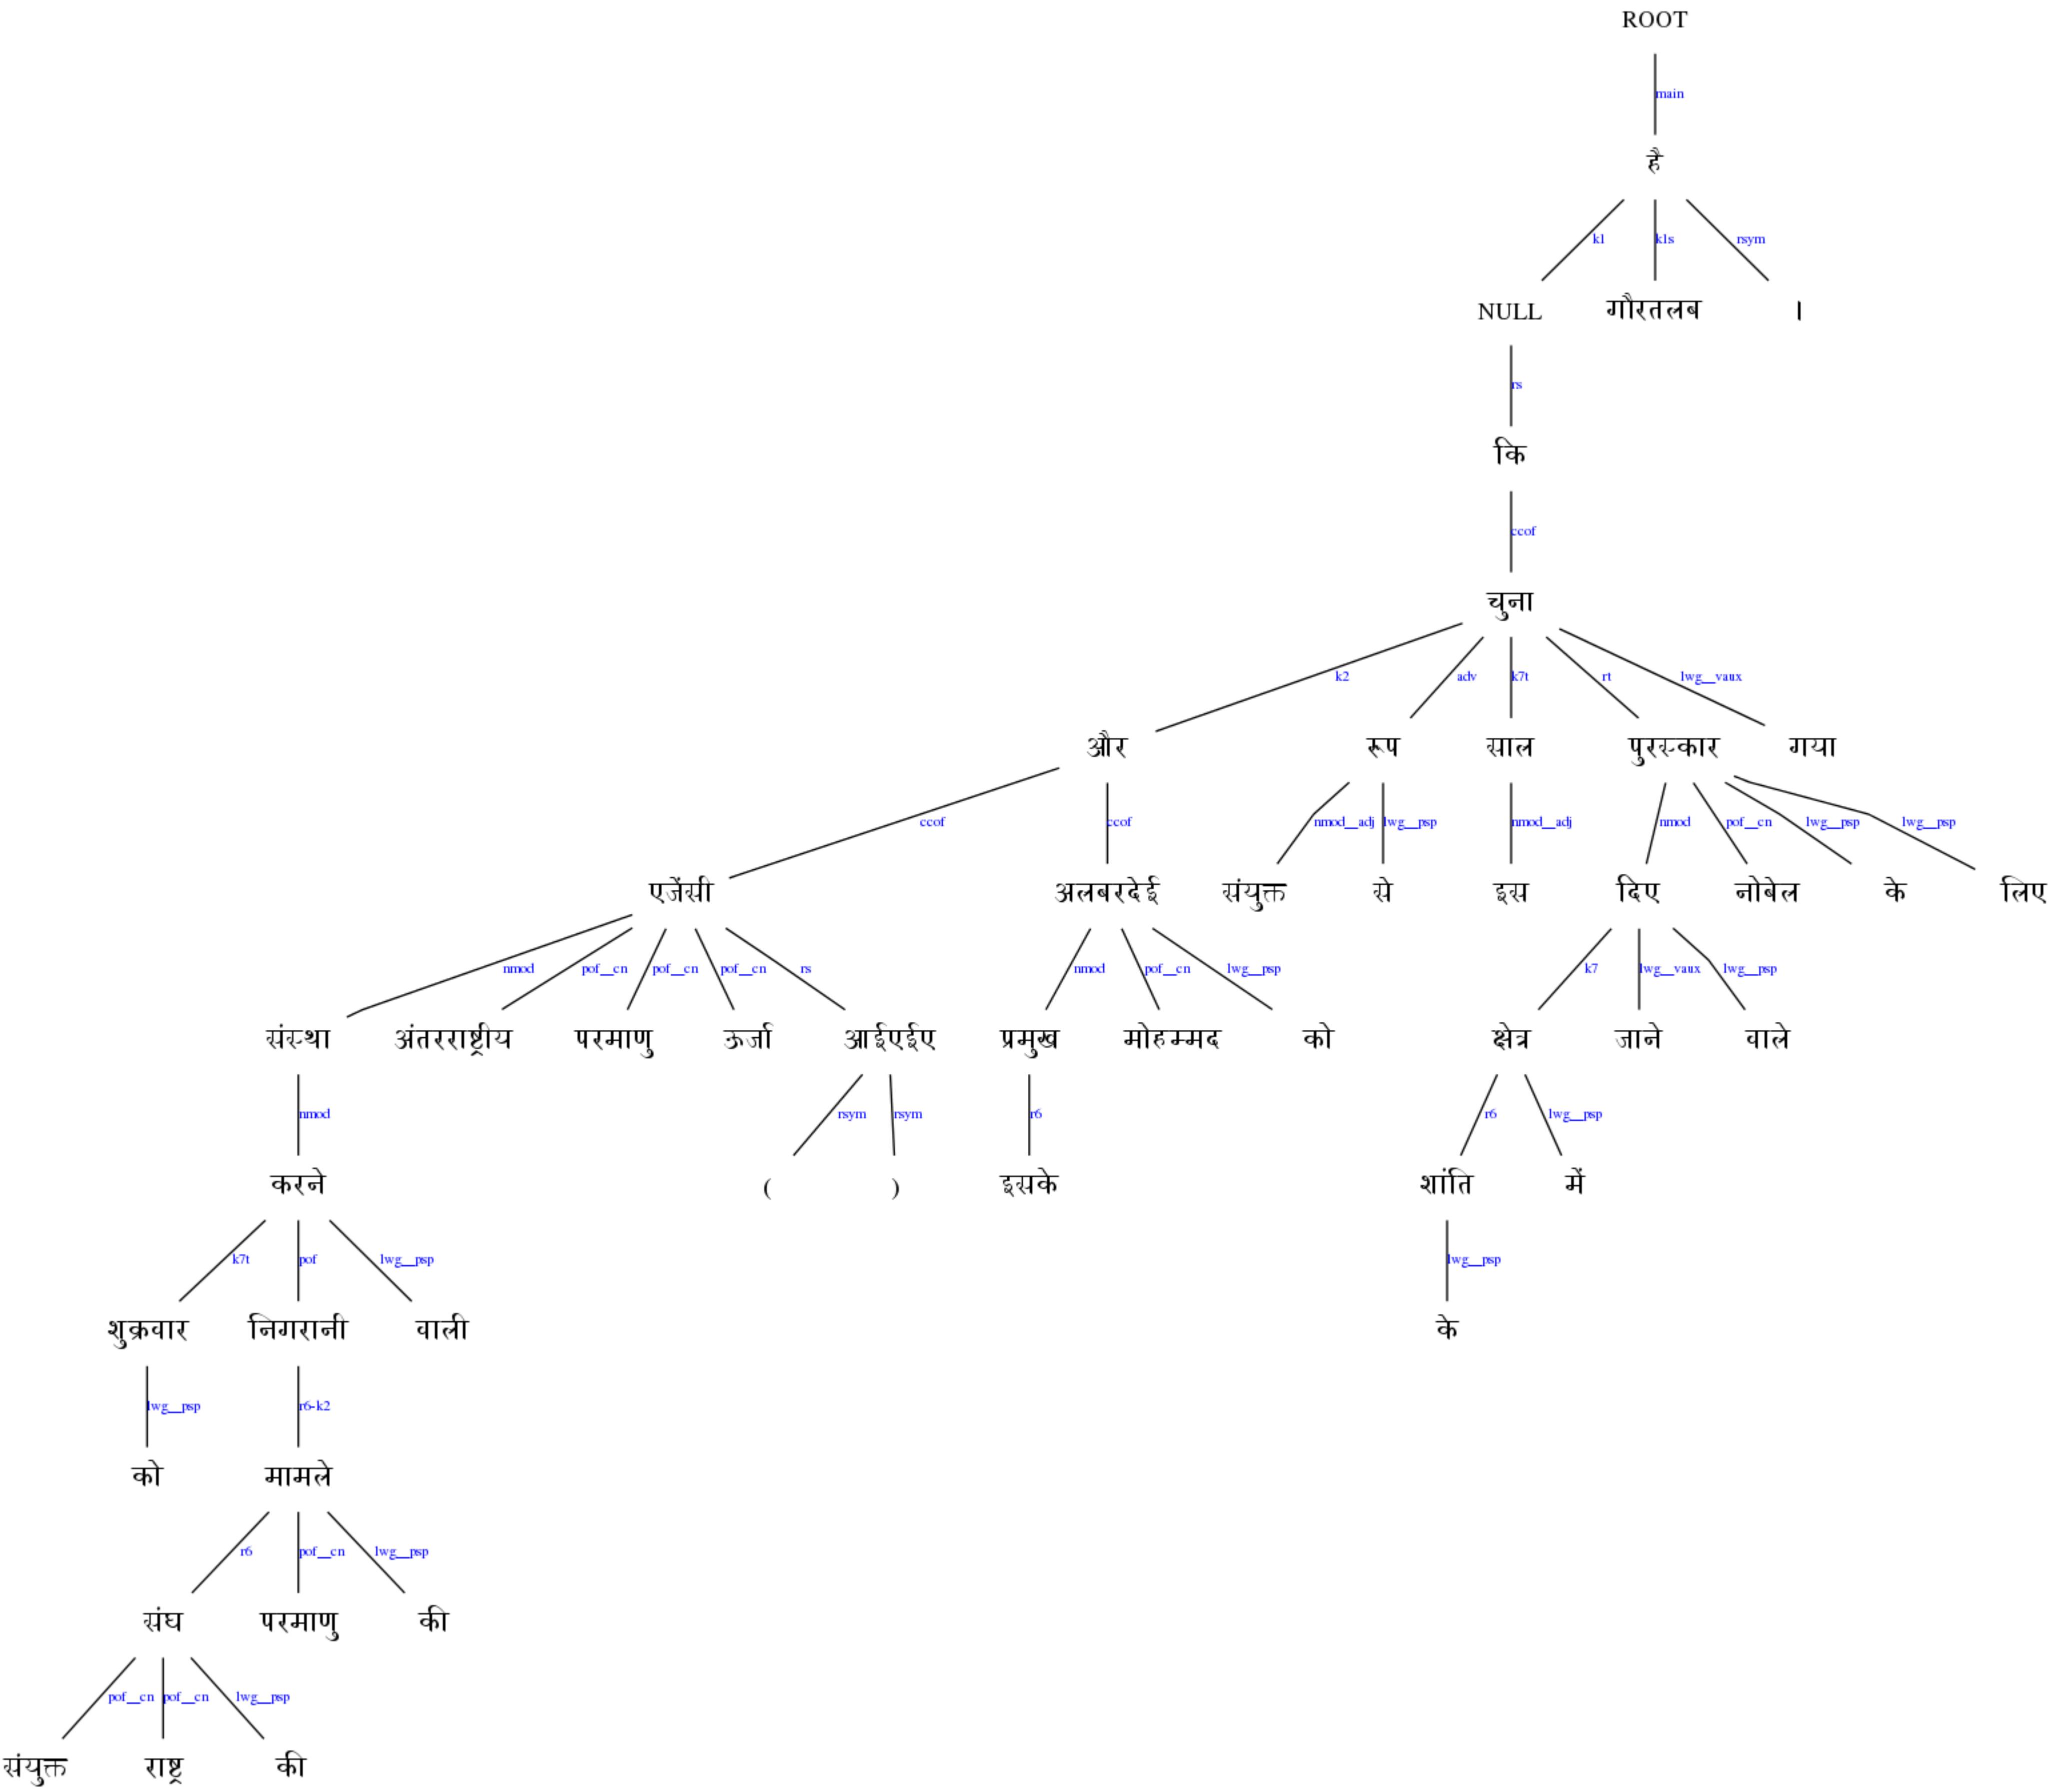 ROOT
main
है
k1 k1s rsym
NULL गौरतलब ।
rs
कि
ccof
चुना
k2 adv k7t rt lwg__vaux
और रूप साल पुरस्कार गया
ccof ccof nmod__adj lwg__psp nmod__adj nmod pof__cn lwg__psp lwg__psp
एजेंसी अलबरदेई संयुक्त से इस दिए नोबेल के लिए
nmod pof__cn pof__cn pof__cn rs nmod pof__cn lwg__psp k7 lwg__vaux lwg__psp
संस्था अंतरराष्ट्रीय परमाणु ऊर्जा आईएईए प्रमुख मोहम्मद को क्षेत्र जाने वाले
nmod rsym rsym r6 r6 lwg__psp
करने ( ) इसके शांति में
k7t pof lwg__psp lwg__psp
शुक्रवार निगरानी वाली के
lwg__psp r6-k2
को मामले
r6 pof__cn lwg__psp
संघ परमाणु की
pof__cn pof__cn lwg__psp
संयुक्त राष्ट्र की